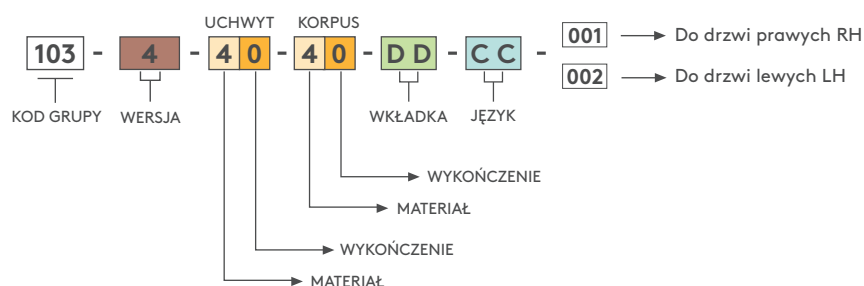 UCHWYT KORPUS
103 - 4 - 4 0 - 4 0 - D D - C C - 001 Do drzwi prawych RH
002 Do drzwi lewych LH
KOD GRUPY WERSJA WKŁADKA JĘZYK
WYKOŃCZENIE
MATERIAŁ
WYKOŃCZENIE
MATERIAŁ